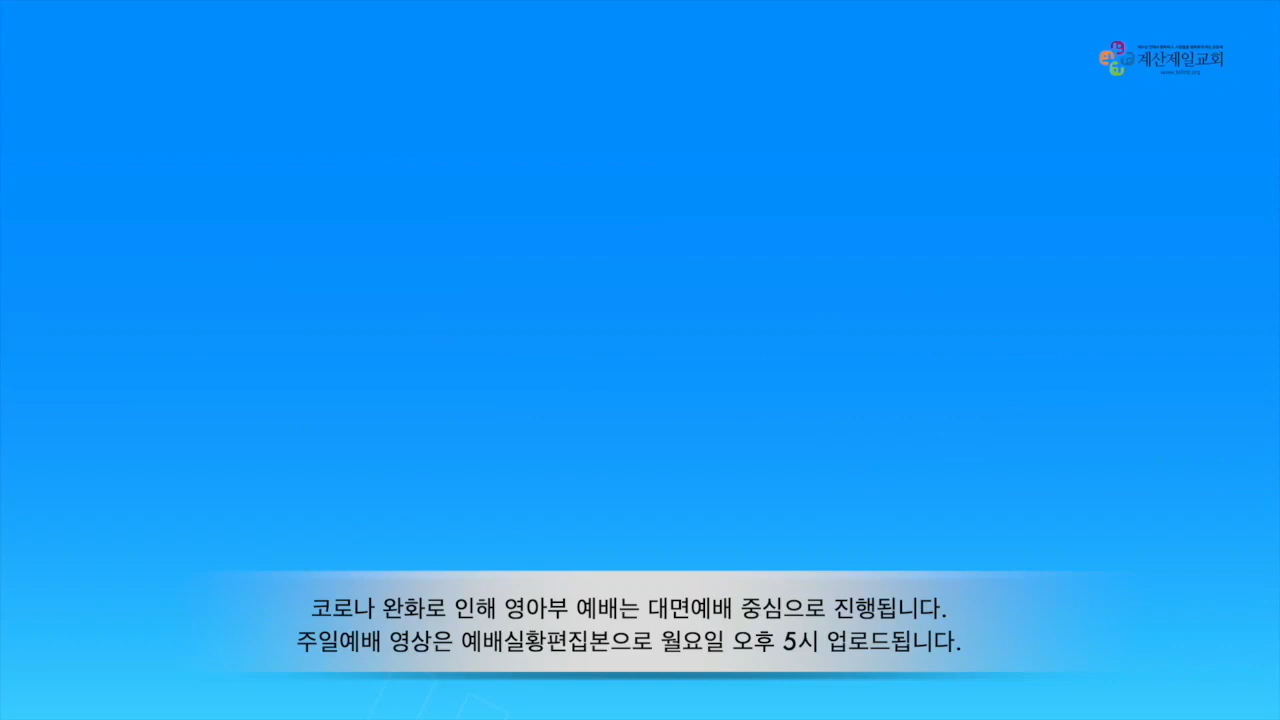 계산제일교회
코로나 완화로 인해 영아부 예배는 대면예배 중심으로 진행됩니다.
주일예배 영상은 예배실황편집본으로 월요일 오후 5시 업로드됩니다.